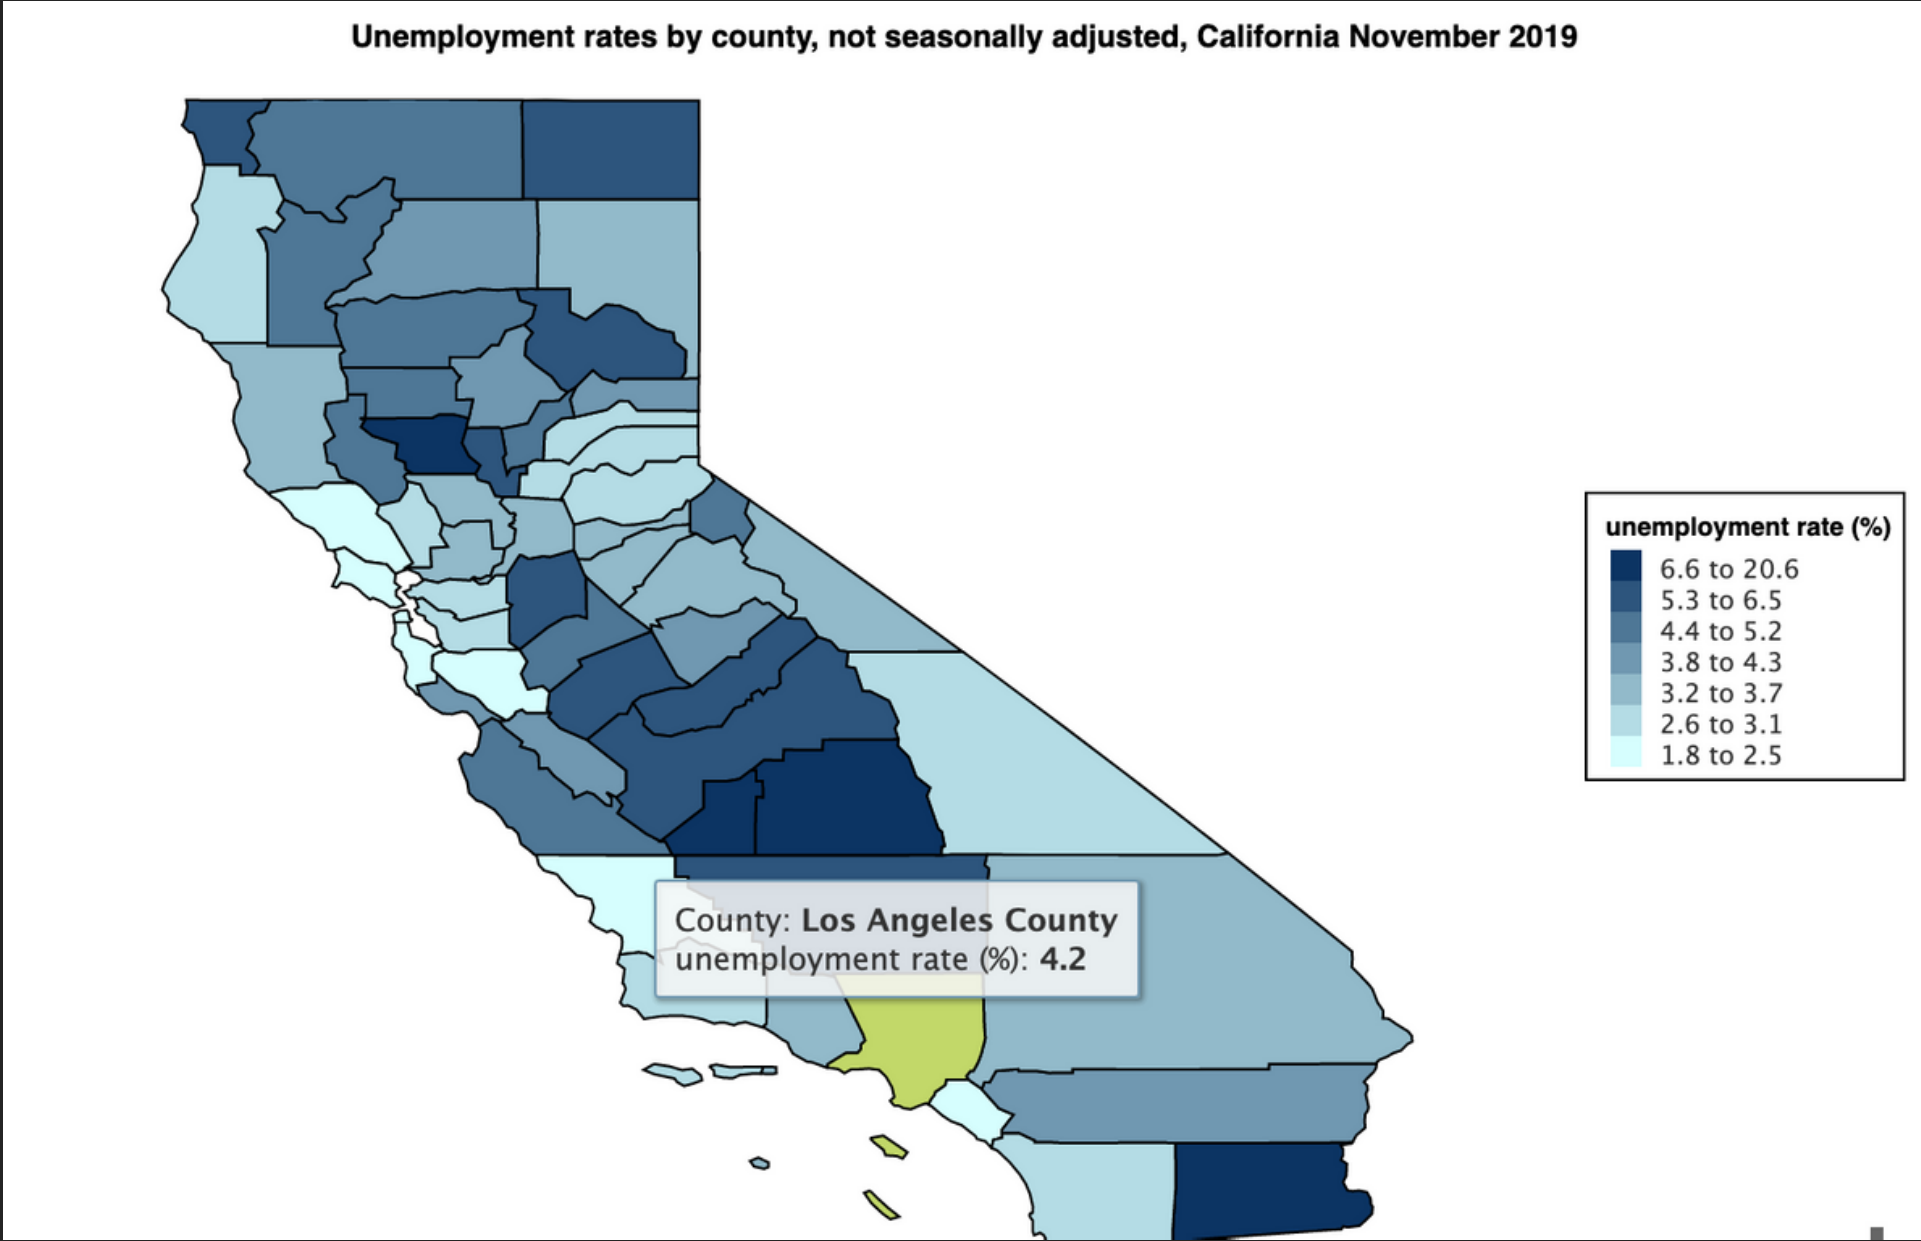 Unemployment rates by county, not seasonally adjusted, California November 2019
unemployment rate (%)
6.6 to 20.6
5.3 to 6.5
4.4 to 5.2
3.8 to 4.3
3.2 to 3.7
2.6 to 3.1
1.8 to 2.5
County: Los Angeles County
unemployment rate (%): 4.2